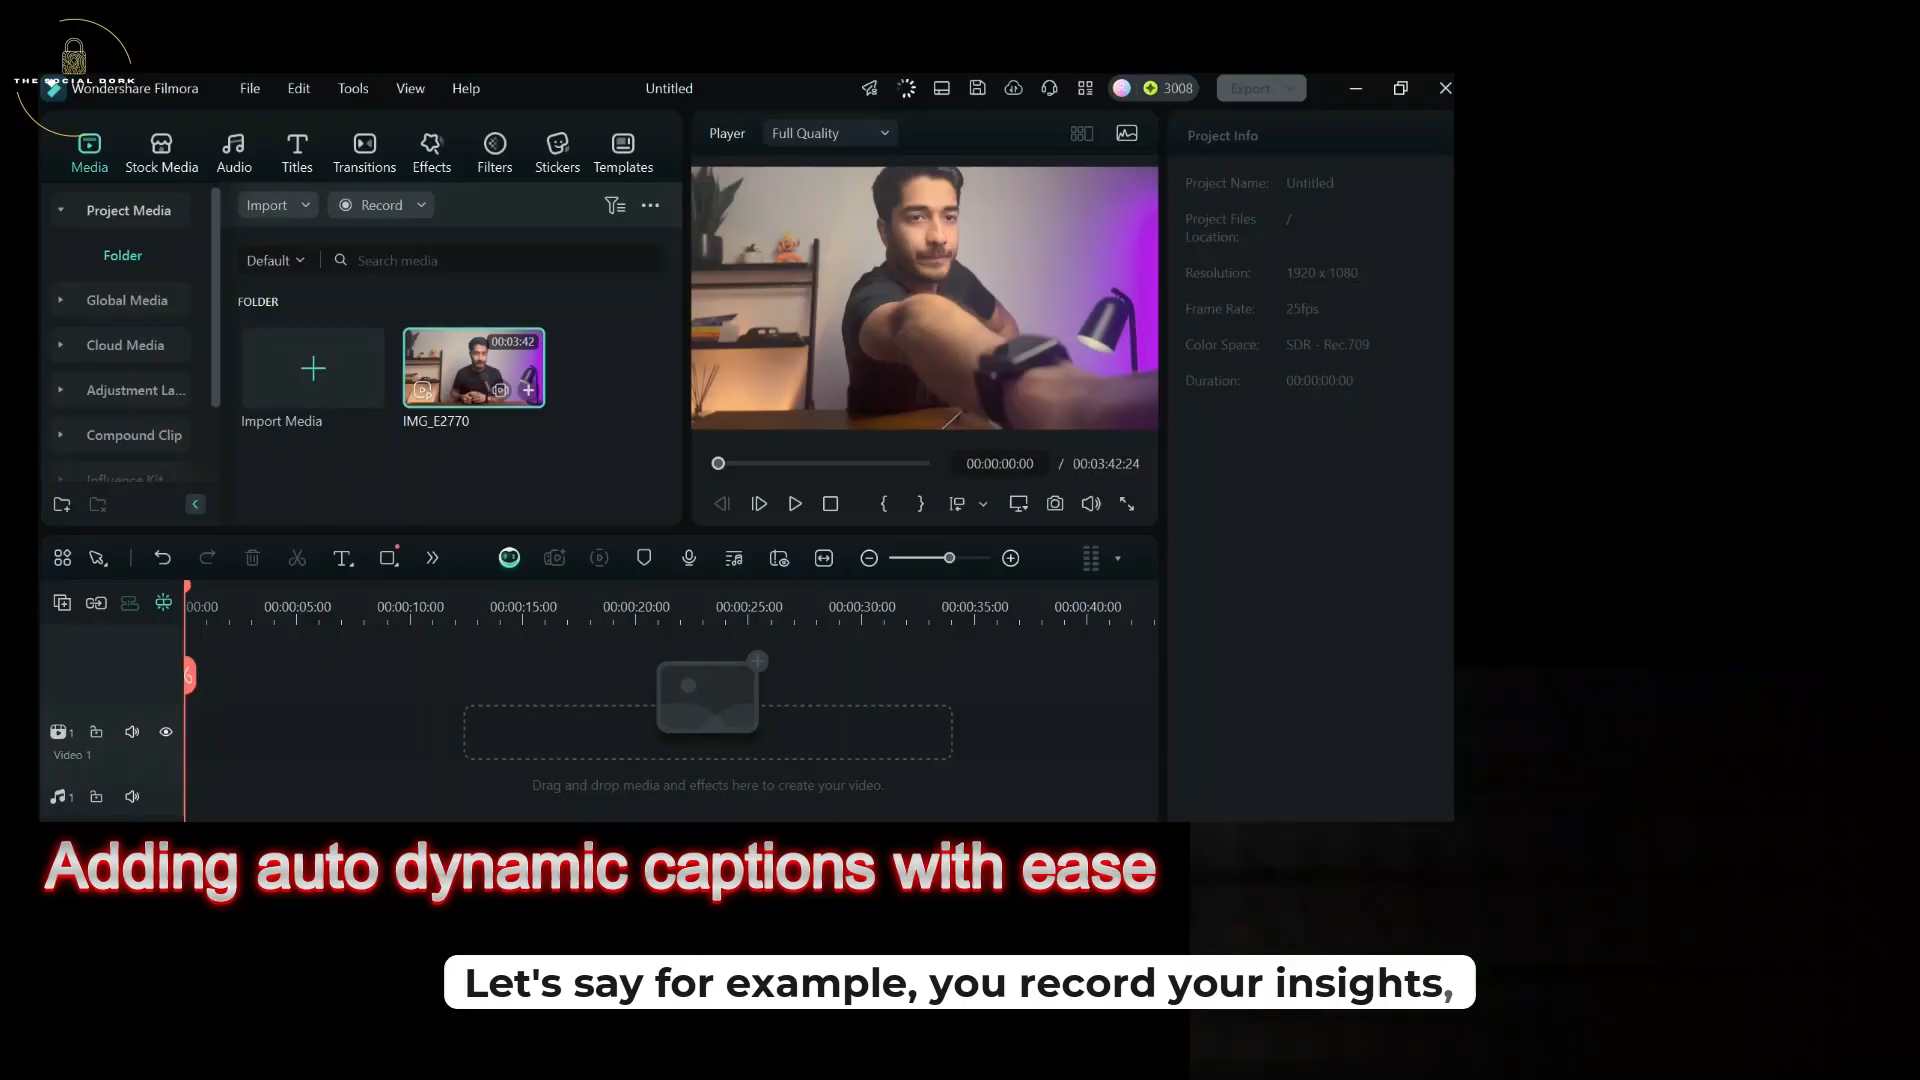 THE SOCIAL DORK
Wondershare Filmora
File
Edit
Tools
View
Help
Untitled
3008
Export
Media
Stock Media
Audio
Titles
Transitions
Effects
Filters
Stickers
Templates
Player
Full Quality
Project Info
Project Media
Folder
Global Media
Cloud Media
Adjustment La...
Compound Clip
Influence Kit
Import
Record
Default
Search media
FOLDER
Import Media
00:03:42
IMG_E2770
00:00:00:00
/
00:03:42:24
Project Name: Untitled
Project Files Location: /
Resolution: 1920 x 1080
Frame Rate: 25fps
Color Space: SDR - Rec.709
Duration: 00:00:00:00
00:00
00:00:05:00
00:00:10:00
00:00:15:00
00:00:20:00
00:00:25:00
00:00:30:00
00:00:35:00
00:00:40:00
1
Video 1
1
Drag and drop media and effects here to create your video.
Adding auto dynamic captions with ease
Let's say for example, you record your insights,